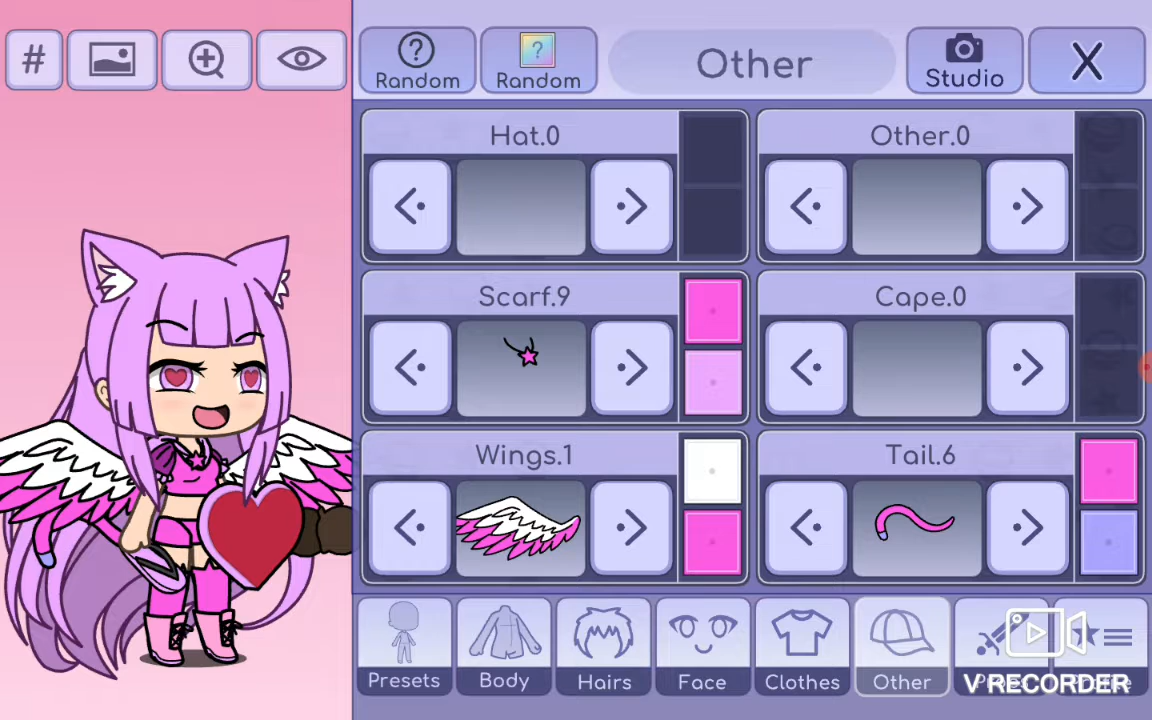 #
? Random
? Random
Other
Studio
X
Hat.0
Other.0
Scarf.9
Cape.0
Wings.1
Tail.6
Presets
Body
Hairs
Face
Clothes
Other
V RECORDER